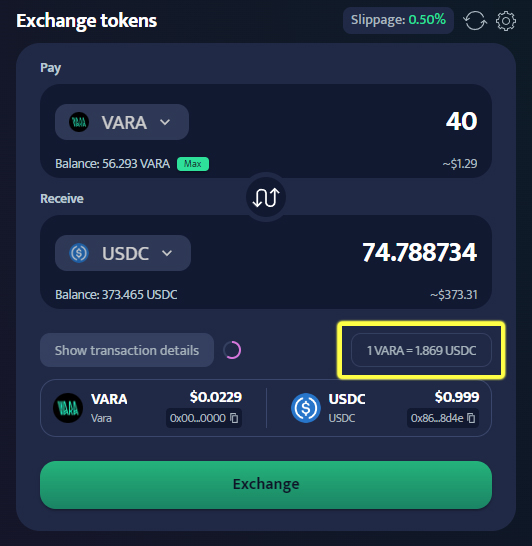 Exchange tokens
Slippage: 0.50%
Pay
VARA
40
Balance: 56.293 VARA Max
~$1.29
Receive
USDC
74.788734
Balance: 373.465 USDC
~$373.31
Show transaction details
1 VARA = 1.869 USDC
VARA $0.0229
Vara 0x00...0000
USDC $0.999
USDC 0x86...8d4e
Exchange